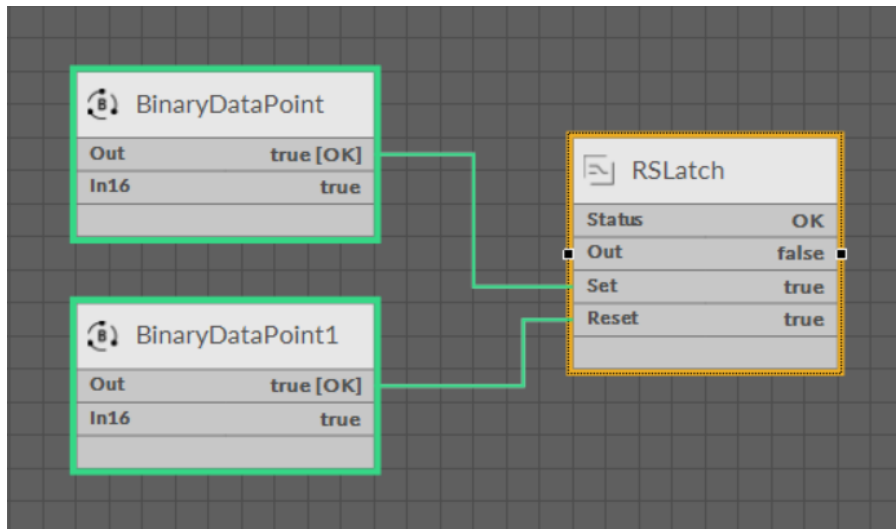 BinaryDataPoint
Out true [OK]
In16 true
RSLatch
Status OK
Out false
Set true
Reset true
BinaryDataPoint1
Out true [OK]
In16 true